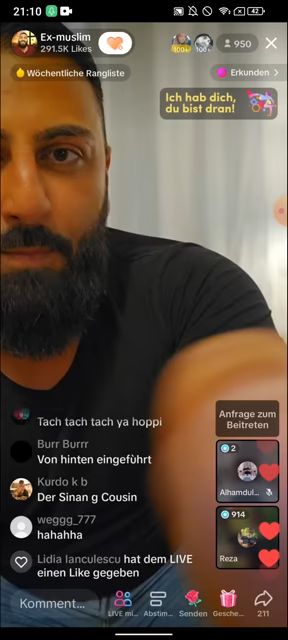 21:10
42
Ex-muslim
291.5K Likes
100+
100+
950
Wöchentliche Rangliste
Erkunden
Ich hab dich,
du bist dran!
Tach tach tach ya hoppi
Burr Burrr
Von hinten eingeführt
Kurdo k b
Der Sinan g Cousin
weggg_777
hahahha
Lidia Ianculescu hat dem LIVE
einen Like gegeben
Anfrage zum
Beitreten
2
Alhamdul...
914
Reza
Komment...
LIVE mi...
Abstim...
Senden
Gesche...
211